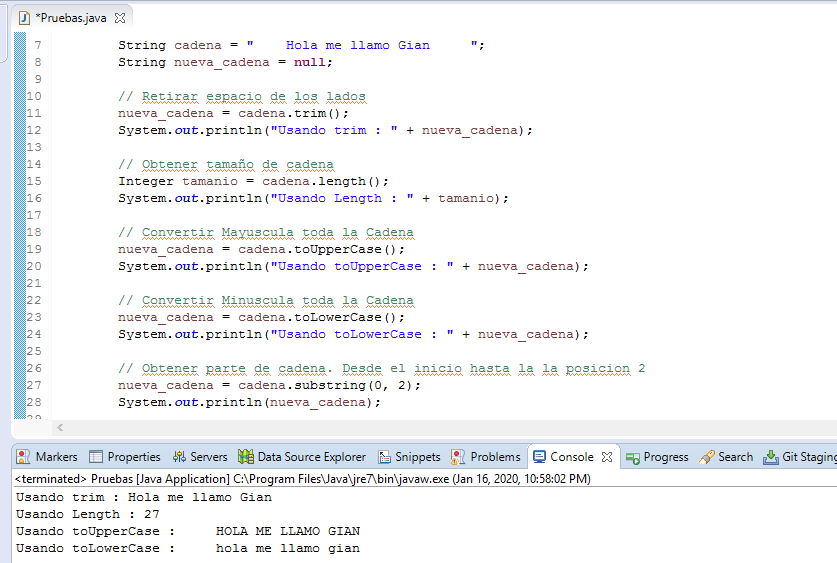 *Pruebas.java
7 String cadena = "    Hola me llamo Gian     ";
8 String nueva_cadena = null;
9
10 // Retirar espacio de los lados
11 nueva_cadena = cadena.trim();
12 System.out.println("Usando trim : " + nueva_cadena);
13
14 // Obtener tamaño de cadena
15 Integer tamanio = cadena.length();
16 System.out.println("Usando Length : " + tamanio);
17
18 // Convertir Mayuscula toda la Cadena
19 nueva_cadena = cadena.toUpperCase();
20 System.out.println("Usando toUpperCase : " + nueva_cadena);
21
22 // Convertir Minuscula toda la Cadena
23 nueva_cadena = cadena.toLowerCase();
24 System.out.println("Usando toLowerCase : " + nueva_cadena);
25
26 // Obtener parte de cadena. Desde el inicio hasta la la posicion 2
27 nueva_cadena = cadena.substring(0, 2);
28 System.out.println(nueva_cadena);
29
Markers Properties Servers Data Source Explorer Snippets Problems Console Progress Search Git Staging
<terminated> Pruebas [Java Application] C:\Program Files\Java\jre7\bin\javaw.exe (Jan 16, 2020, 10:58:02 PM)
Usando trim : Hola me llamo Gian
Usando Length : 27
Usando toUpperCase :     HOLA ME LLAMO GIAN
Usando toLowerCase :     hola me llamo gian